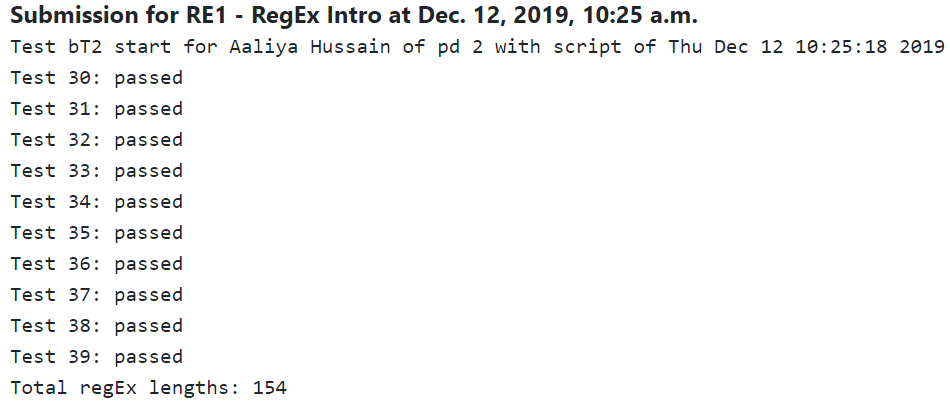 Submission for RE1 - RegEx Intro at Dec. 12, 2019, 10:25 a.m.
Test bT2 start for Aaliya Hussain of pd 2 with script of Thu Dec 12 10:25:18 2019
Test 30: passed
Test 31: passed
Test 32: passed
Test 33: passed
Test 34: passed
Test 35: passed
Test 36: passed
Test 37: passed
Test 38: passed
Test 39: passed
Total regEx lengths: 154